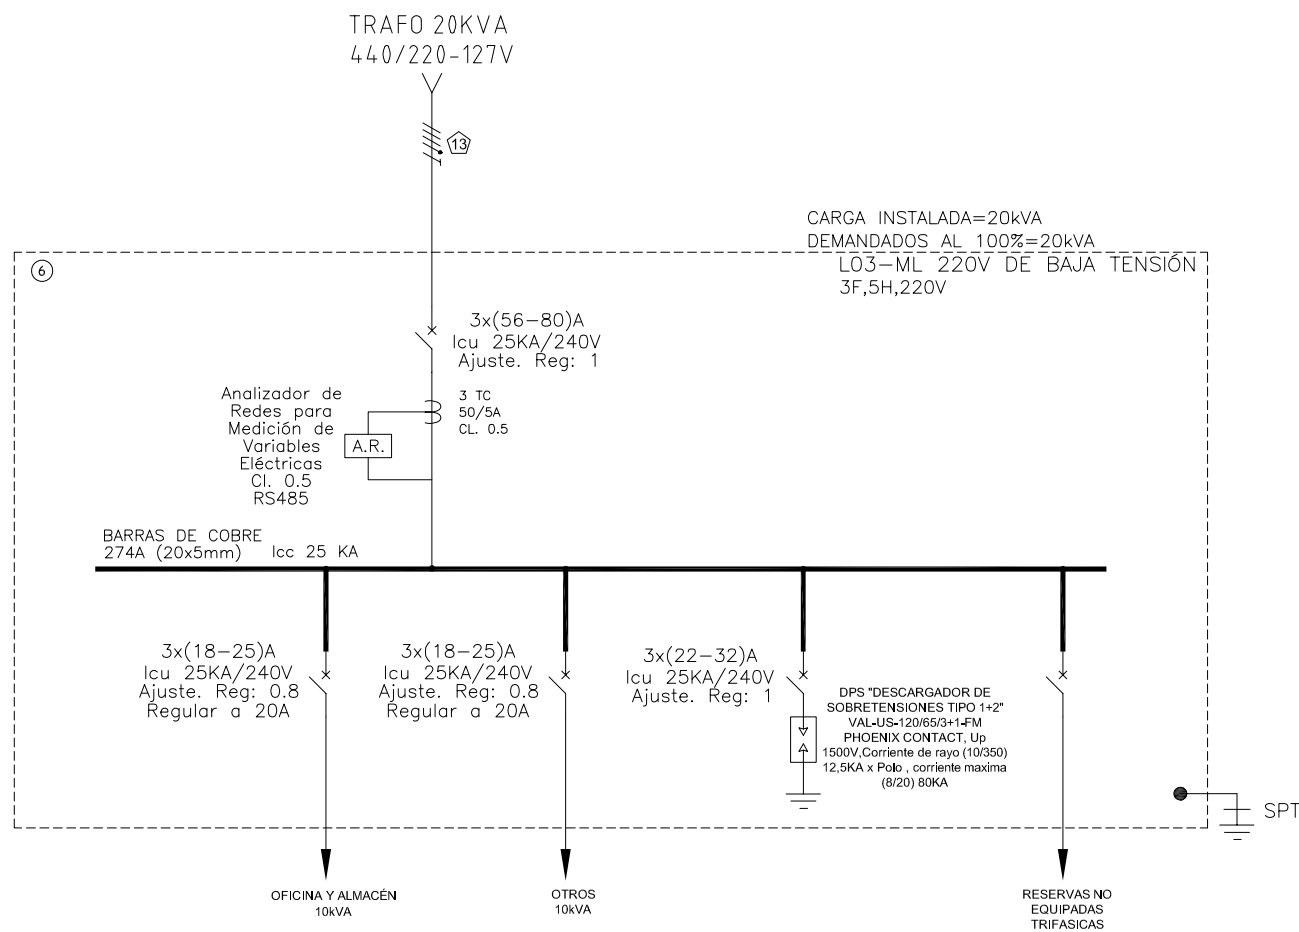 TRAFO 20KVA
440/220-127V
13
CARGA INSTALADA=20kVA
DEMANDADOS AL 100%=20kVA
L03-ML 220V DE BAJA TENSIÓN
3F,5H,220V
6
3x(56-80)A
Icu 25KA/240V
Ajuste. Reg: 1
Analizador de
Redes para
Medición de
Variables
Eléctricas
Cl. 0.5
RS485
A.R.
3 TC
50/5A
CL. 0.5
BARRAS DE COBRE
274A (20x5mm) Icc 25 KA
3x(18-25)A
Icu 25KA/240V
Ajuste. Reg: 0.8
Regular a 20A
3x(18-25)A
Icu 25KA/240V
Ajuste. Reg: 0.8
Regular a 20A
3x(22-32)A
Icu 25KA/240V
Ajuste. Reg: 1
DPS "DESCARGADOR DE
SOBRETENSIONES TIPO 1+2"
VAL-US-120/65/3+1-FM
PHOENIX CONTACT, Up
1500V,Corriente de rayo (10/350)
12,5KA x Polo , corriente maxima
(8/20) 80KA
SPT
OFICINA Y ALMACÉN
10kVA
OTROS
10kVA
RESERVAS NO
EQUIPADAS
TRIFASICAS